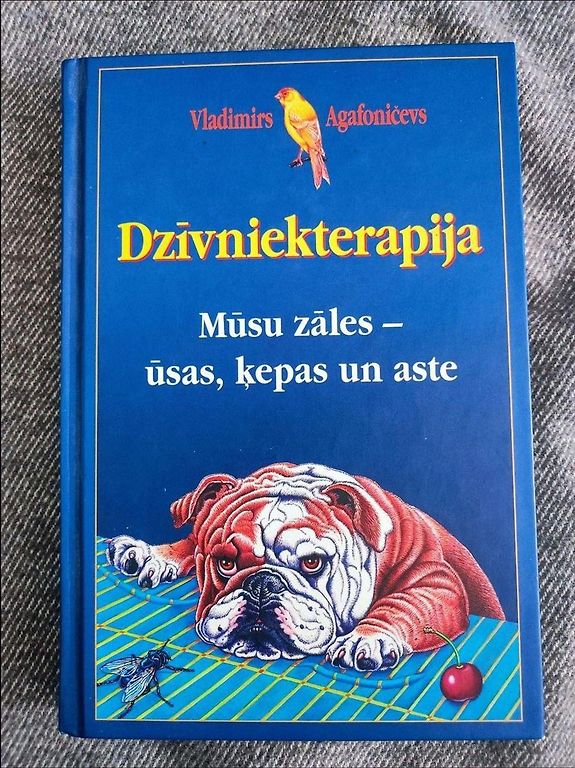 Vladimirs Agafoničevs
Dzīvniekterapija
Mūsu zāles –
ūsas, ķepas un aste